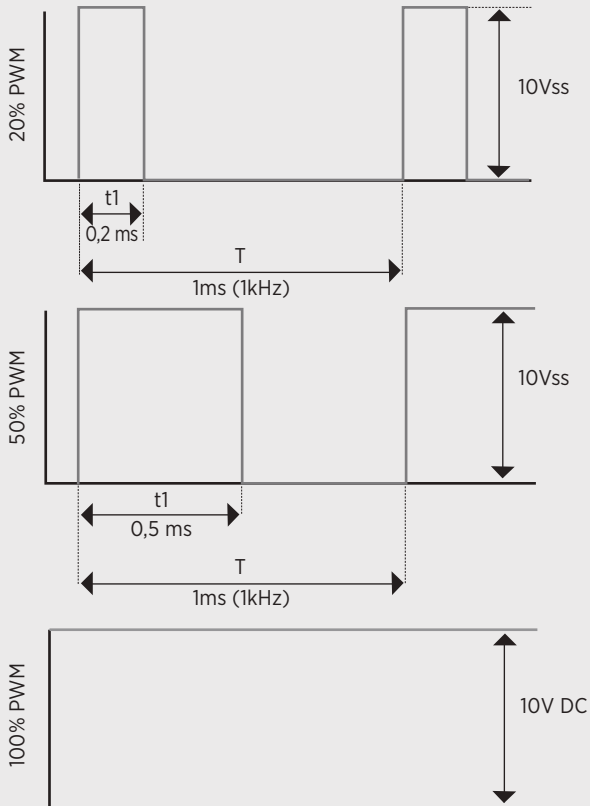 20% PWM
10Vss
t1
0,2 ms
T
1ms (1kHz)
50% PWM
10Vss
t1
0,5 ms
T
1ms (1kHz)
100% PWM
10V DC